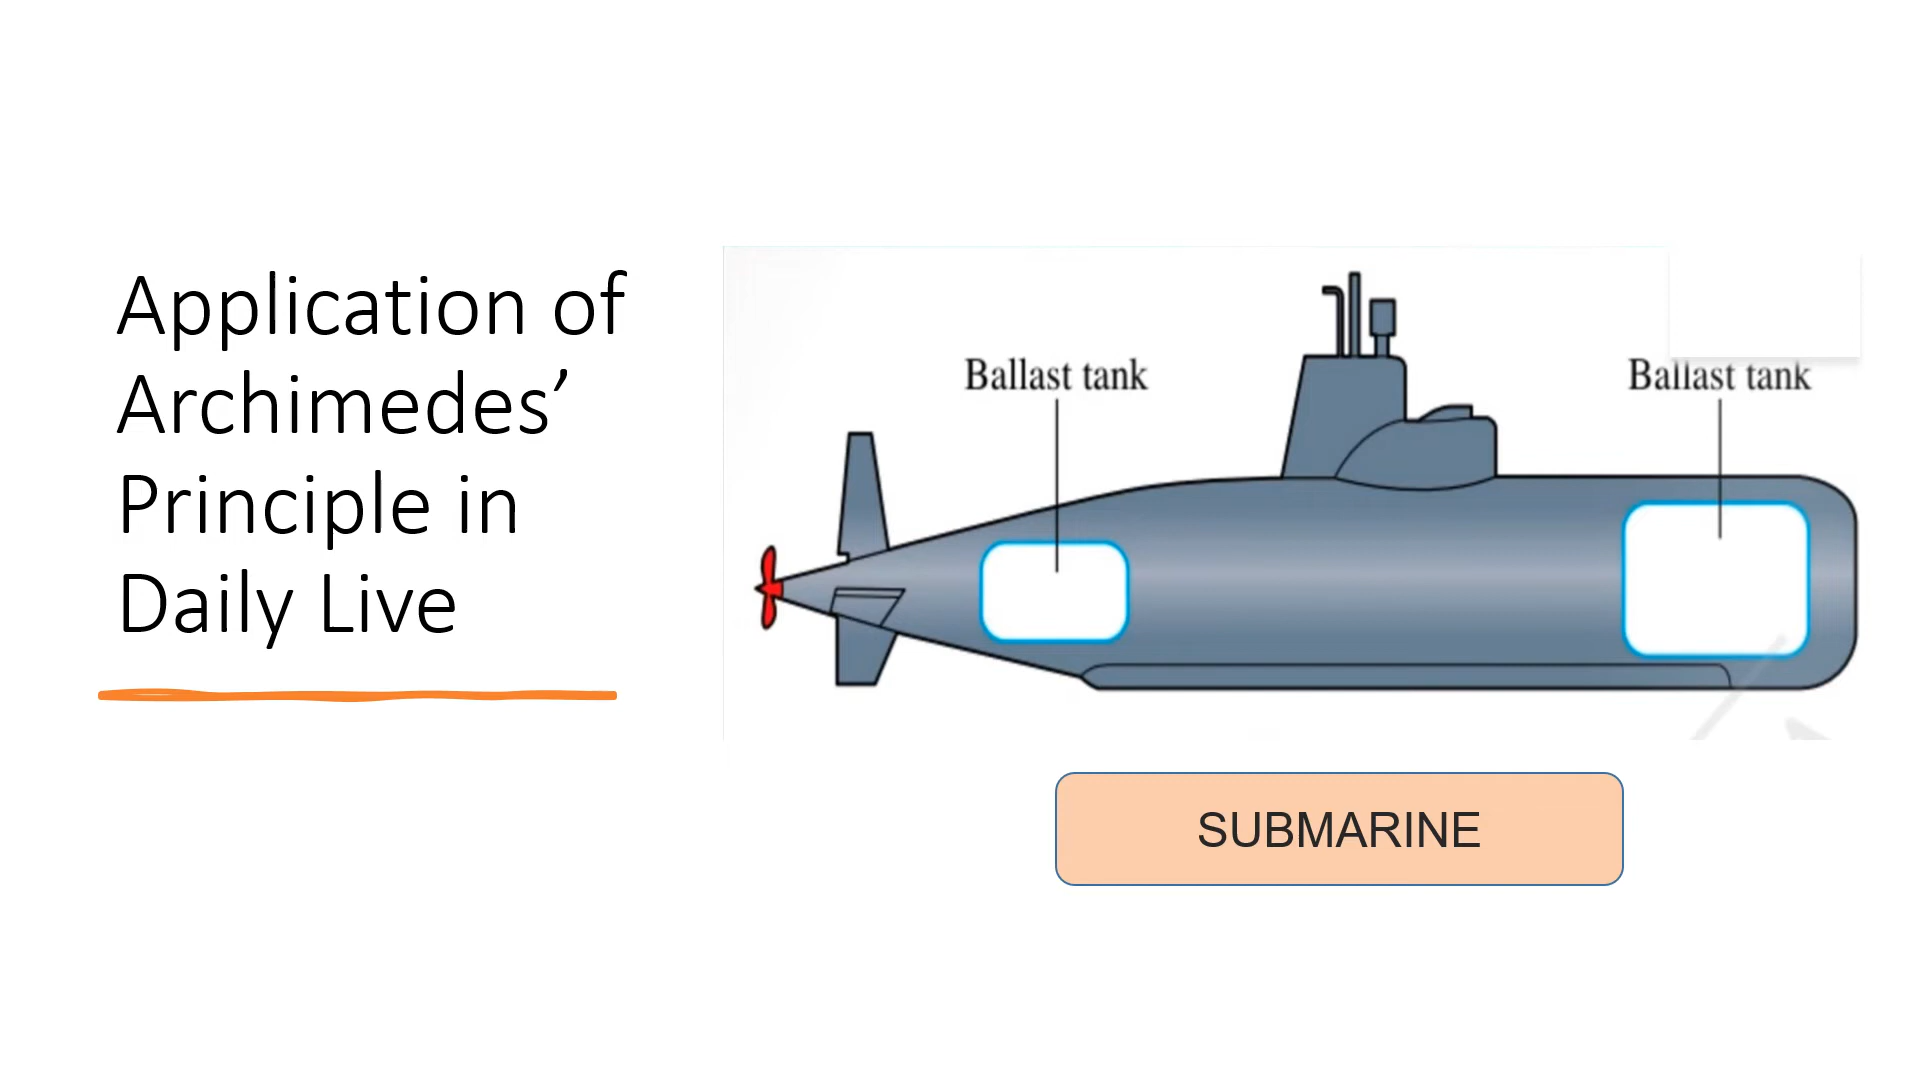 Application of
Archimedes’
Principle in
Daily Live
Ballast tank
Ballast tank
SUBMARINE